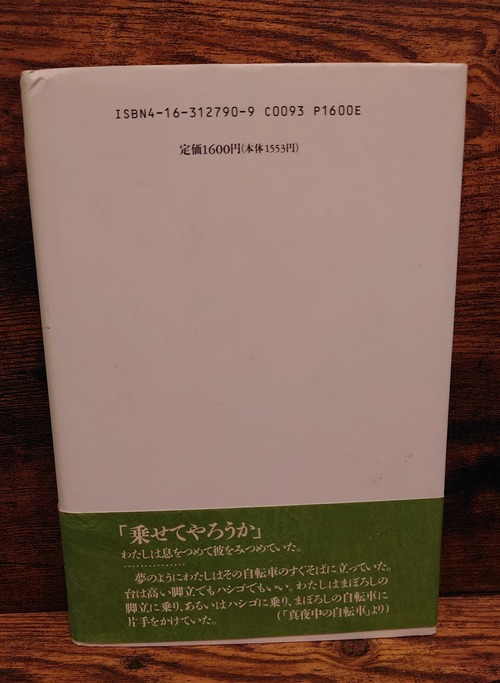 ISBN4-16-312790-9 C0093 P1600E
定価1600円(本体1553円)
「乗せてやろうか」
わたしは息をつめて彼をみつめていた。
……………
夢のようにわたしはその自転車のすぐそばに立っていた。
台は高い脚立でもハシゴでもいい。わたしはまぼろしの
脚立に乗り、あるいはハシゴに乗り、まぼろしの自転車に
片手をかけていた。 (「真夜中の自転車」より)